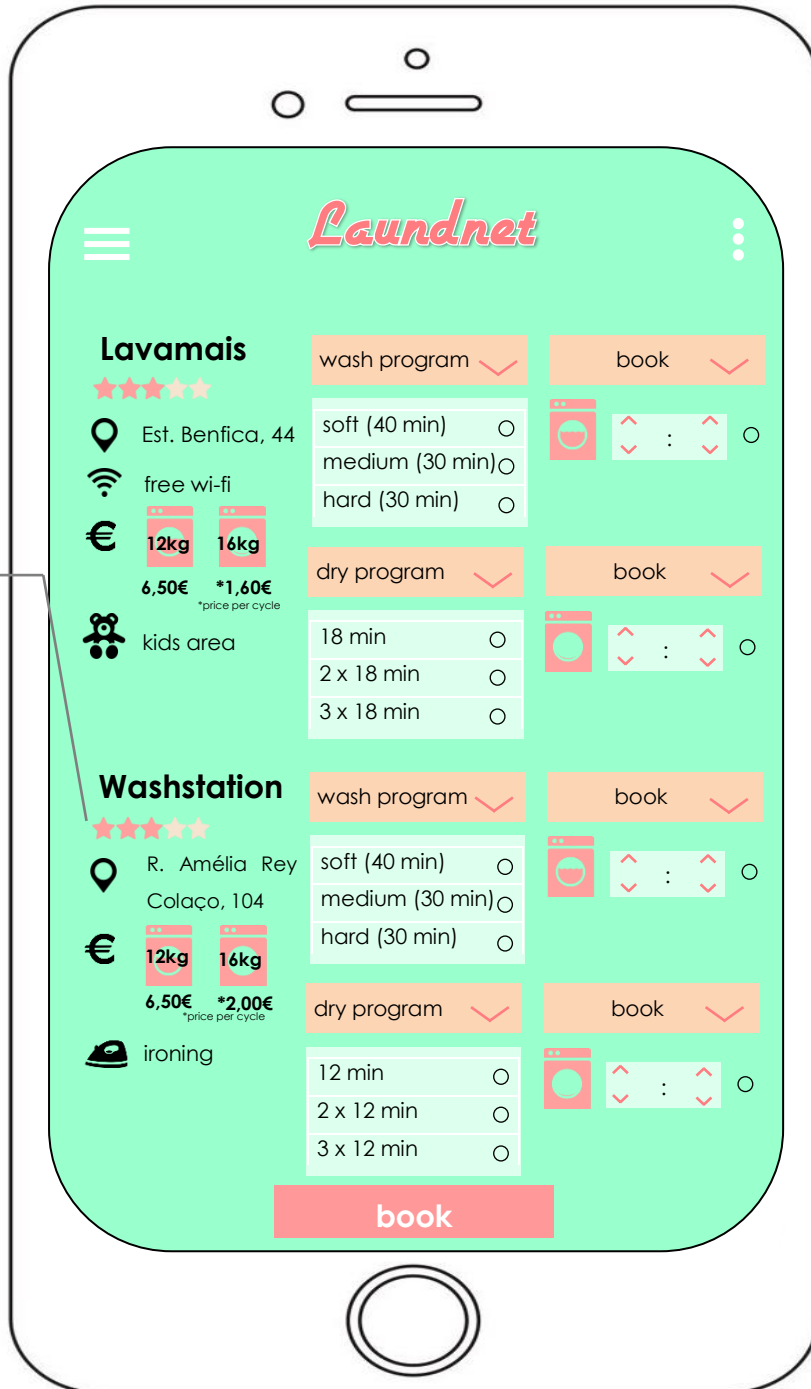 Laundnet
Lavamais
Est. Benfica, 44
free wi-fi
€
12kg 16kg
6,50€ *1,60€
*price per cycle
kids area
wash program
soft (40 min)
medium (30 min)
hard (30 min)
book
:
dry program
18 min
2 x 18 min
3 x 18 min
book
:
Washstation
R. Amélia Rey
Colaço, 104
€
12kg 16kg
6,50€ *2,00€
*price per cycle
ironing
wash program
soft (40 min)
medium (30 min)
hard (30 min)
book
:
dry program
12 min
2 x 12 min
3 x 12 min
book
:
book